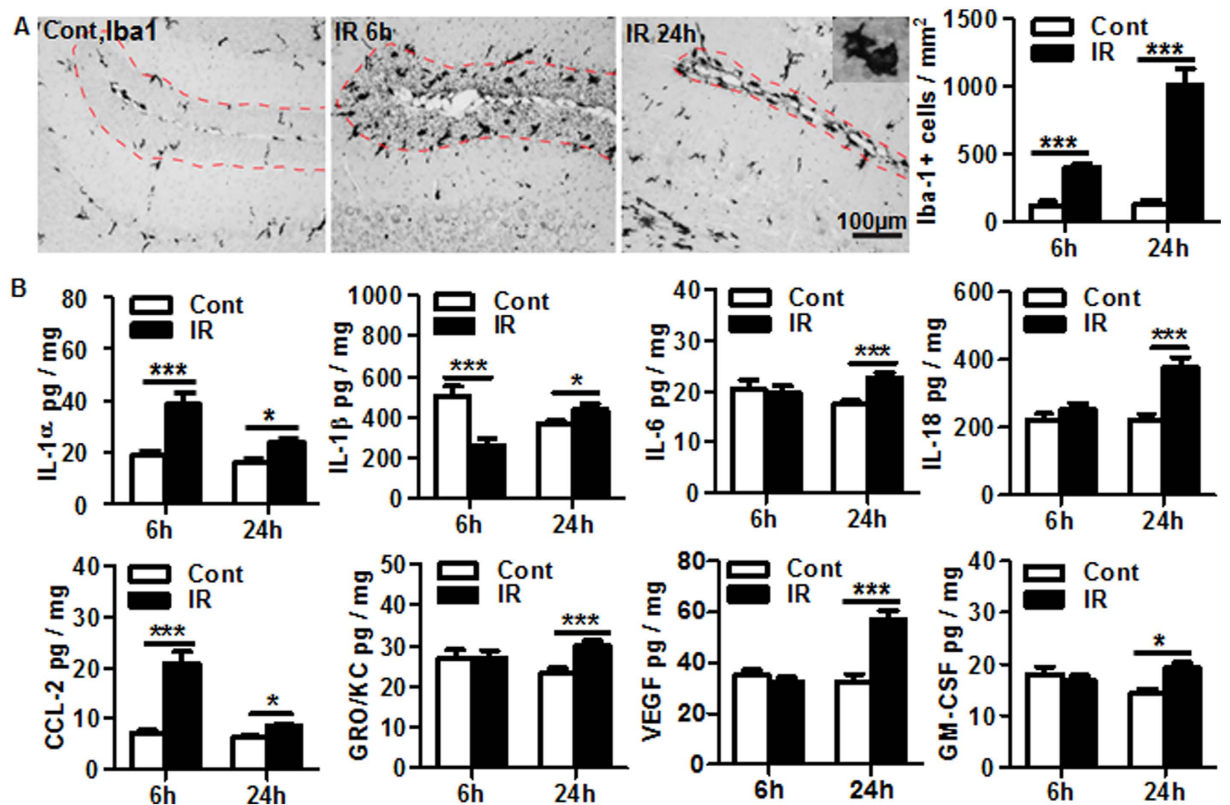 A
Cont,Iba1
IR 6h
IR 24h
100µm
Iba-1+ cells / mm²
1500
1000
500
0
Cont
IR
***
***
6h
24h
B
IL-1α pg / mg
80
60
40
20
0
Cont
IR
***
*
6h
24h
IL-1β pg / mg
1000
800
600
500
400
200
0
Cont
IR
***
*
6h
24h
IL-6 pg / mg
40
30
20
10
0
Cont
IR
***
6h
24h
IL-18 pg / mg
600
400
200
0
Cont
IR
***
6h
24h
CCL-2 pg / mg
40
30
20
10
0
Cont
IR
***
*
6h
24h
GRO/KC pg / mg
50
40
30
20
10
0
Cont
IR
***
6h
24h
VEGF pg / mg
80
60
40
20
0
Cont
IR
***
6h
24h
GM-CSF pg / mg
40
30
20
10
0
Cont
IR
*
6h
24h